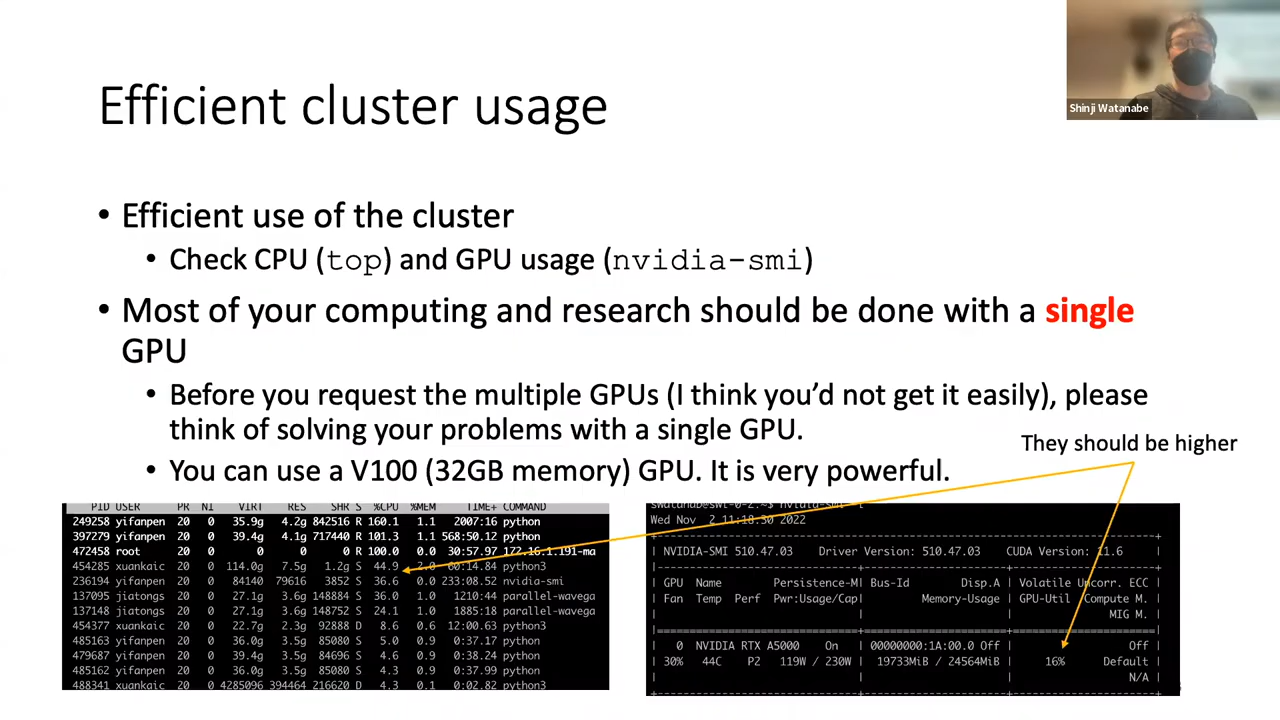 Shinji Watanabe
Efficient cluster usage
• Efficient use of the cluster
• Check CPU (top) and GPU usage (nvidia-smi)
• Most of your computing and research should be done with a single
GPU
• Before you request the multiple GPUs (I think you'd not get it easily), please
think of solving your problems with a single GPU.
• You can use a V100 (32GB memory) GPU. It is very powerful.
They should be higher
PID USER PR NI VIRT RES SHR S %CPU %MEM TIME+ COMMAND
249258 yifanpen 20 0 35.9g 4.2g 842516 R 160.1 1.1 2007:16 python
397279 yifanpen 20 0 39.4g 4.1g 717440 R 101.3 1.1 568:50.12 python
472458 root 0 0 0 R 100.0 0.0 30:57.97 172.16.1.191-ma
454285 xuankaic 20 0 114.0g 7.5g 1.2g S 44.9 2.0 60:14.84 python3
236194 yifanpen 20 0 84140 79616 3852 S 36.6 0.0 233:08.52 nvidia-smi
137095 jiatongs 20 0 27.1g 3.6g 148884 S 36.0 1.0 1210:44 parallel-wavega
137148 jiatongs 20 0 27.1g 3.6g 148752 S 24.1 1.0 1885:18 parallel-wavega
454377 xuankaic 20 0 22.7g 2.3g 92888 D 8.6 0.6 12:00.63 python3
485163 yifanpen 20 0 36.0g 3.5g 85080 S 5.0 0.9 0:37.17 python
479687 yifanpen 20 0 39.4g 3.5g 84696 S 4.6 0.9 0:38.24 python
485162 yifanpen 20 0 36.0g 3.5g 85080 S 4.3 0.9 0:37.99 python
488341 xuankaic 20 0 4285096 394464 216620 D 4.3 0.1 0:02.82 python3
Wed Nov 2 11:18:30 2022
NVIDIA-SMI 510.47.03 Driver Version: 510.47.03 CUDA Version: 11.6
GPU Name Persistence-M| Bus-Id Disp.A | Volatile Uncorr. ECC
Fan Temp Perf Pwr:Usage/Cap| Memory-Usage | GPU-Util Compute M.
MIG M.
0 NVIDIA RTX A5000 On | 00000000:1A:00.0 Off | Off
30% 44C P2 119W / 230W | 19733MiB / 24564MiB | 16% Default
N/A